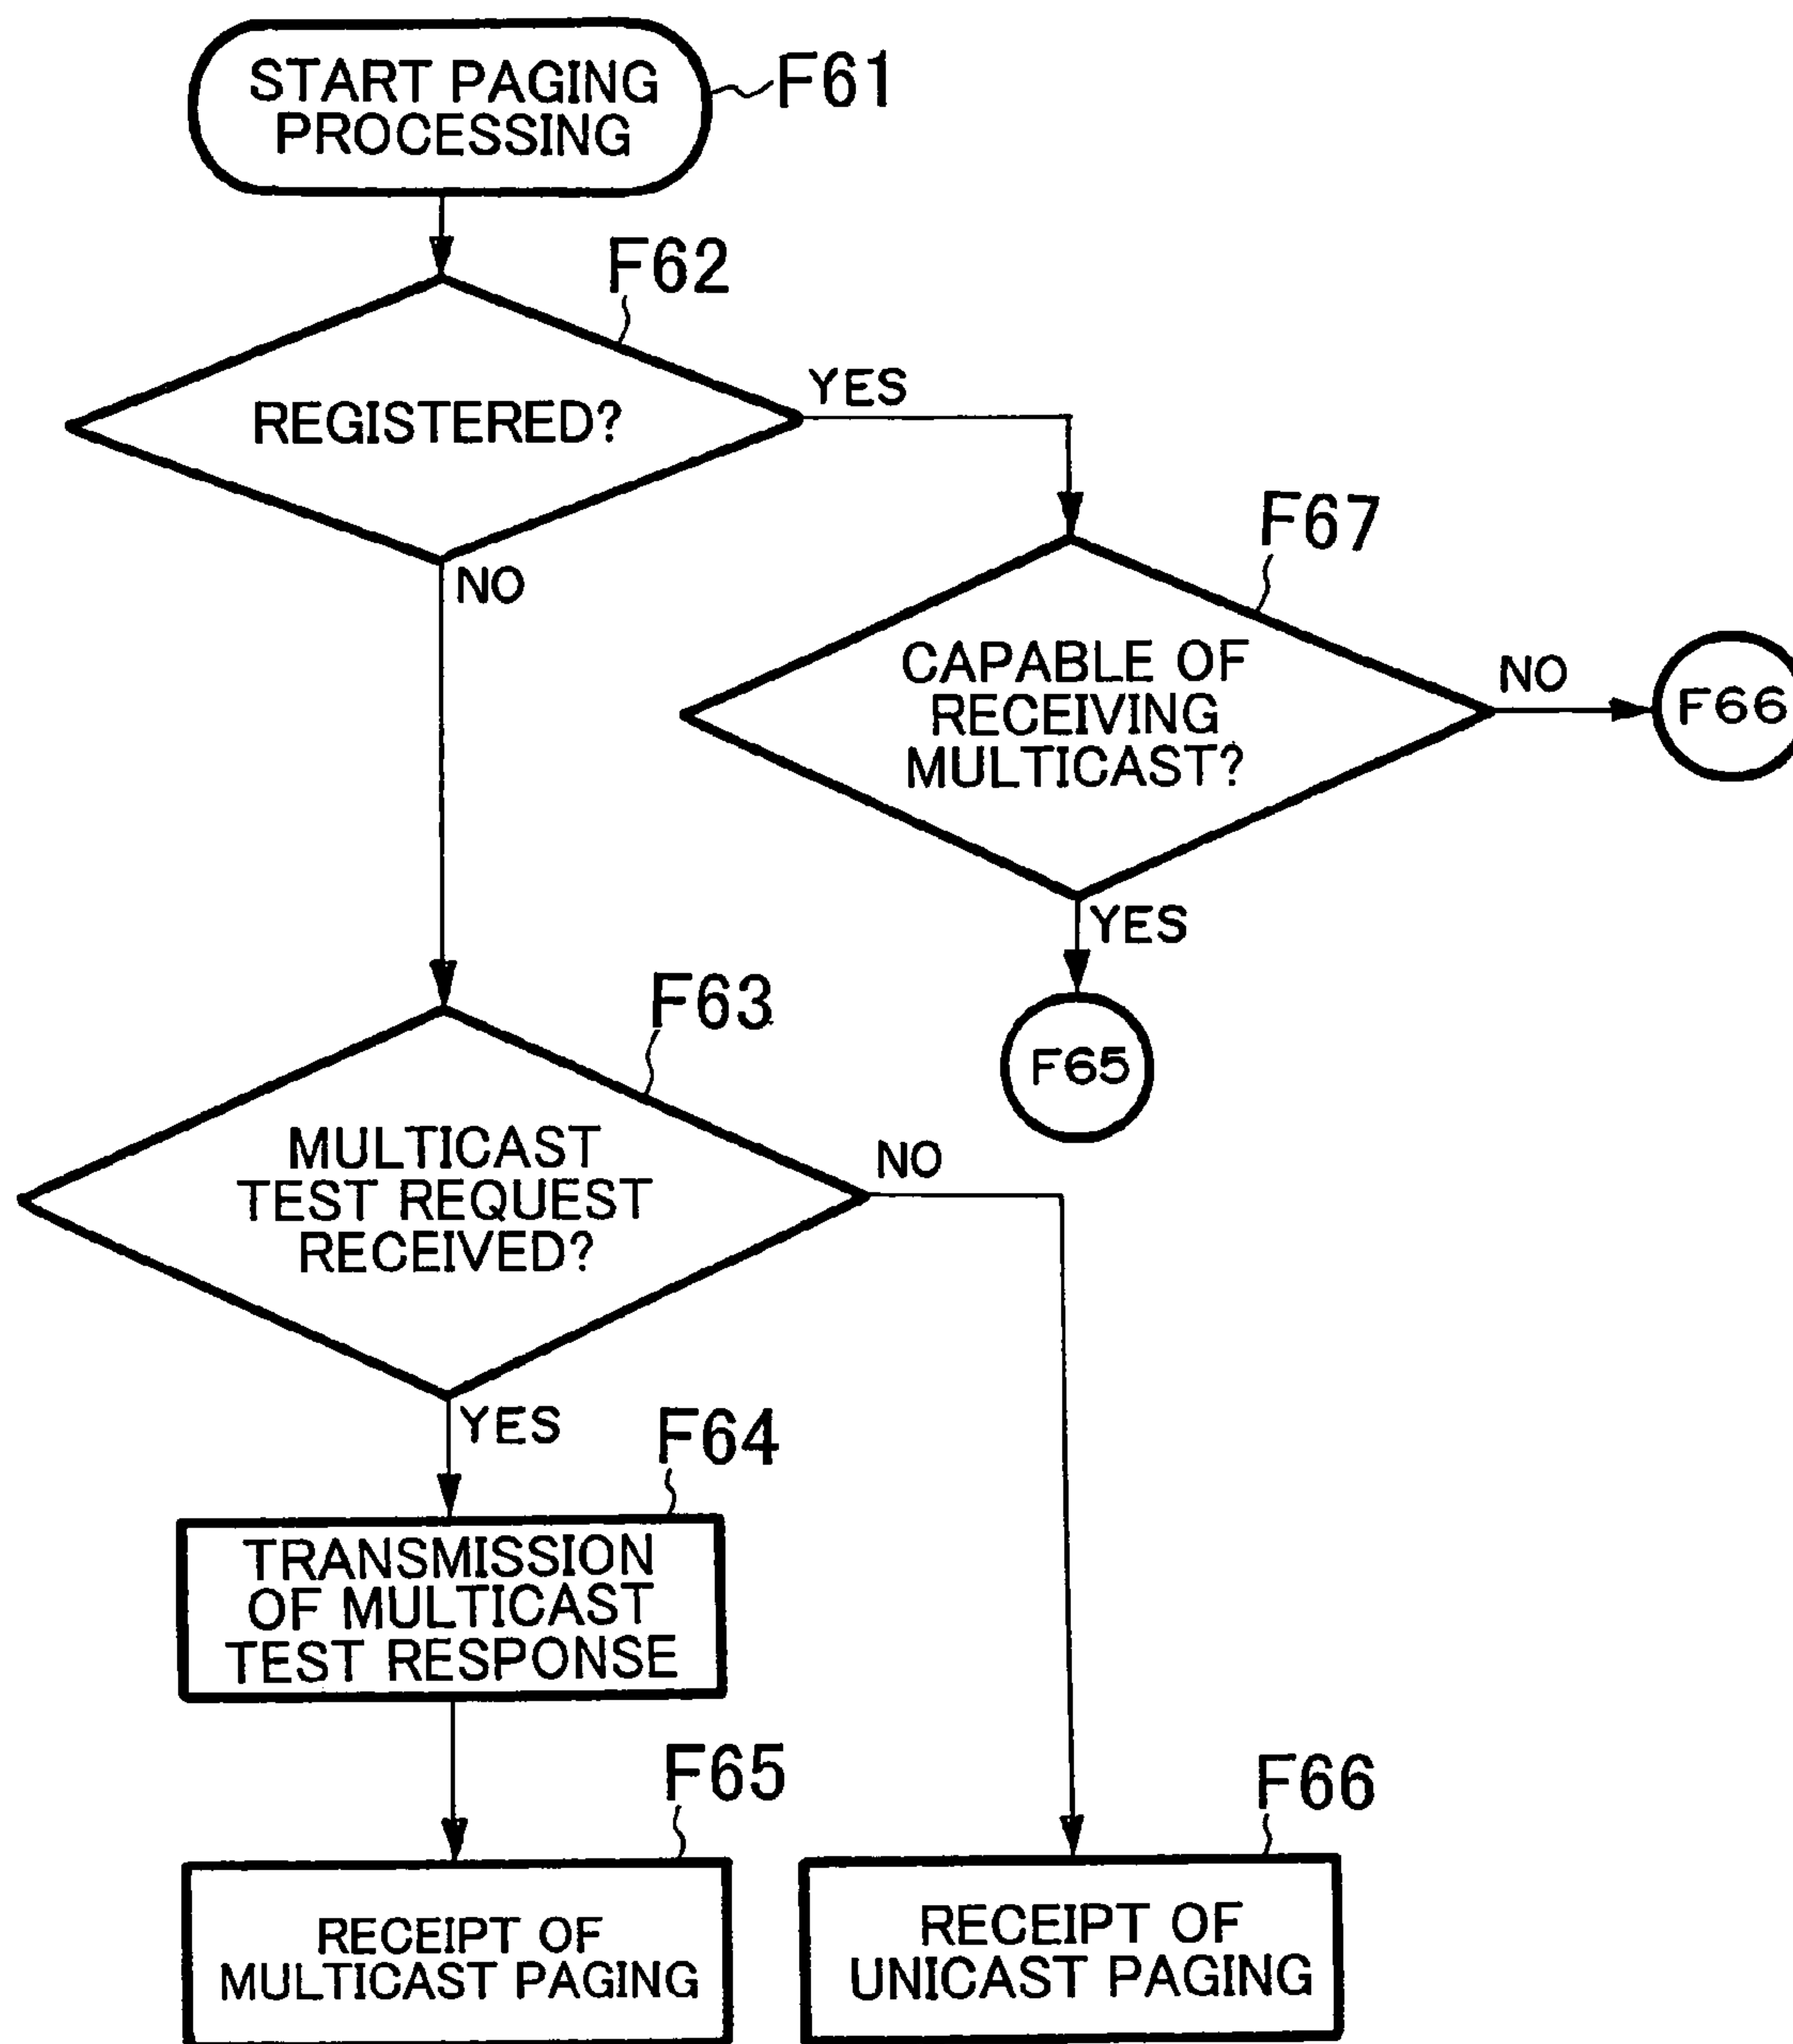 START PAGING
PROCESSING
F61
F62
REGISTERED?
YES
NO
F67
CAPABLE OF
RECEIVING
MULTICAST?
NO
F66
YES
F65
F63
MULTICAST
TEST REQUEST
RECEIVED?
NO
YES
F64
TRANSMISSION
OF MULTICAST
TEST RESPONSE
F65
RECEIPT OF
MULTICAST PAGING
F66
RECEIPT OF
UNICAST PAGING